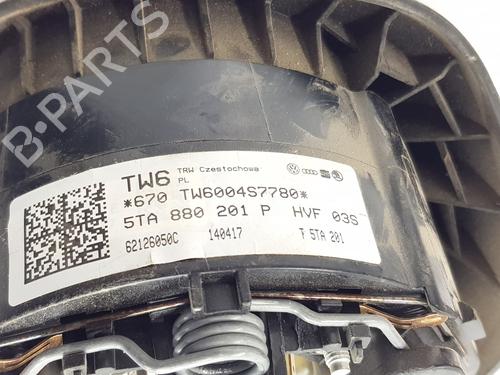 B-PARTS
TW6 TRW Czestochowa
PL
*670 TW6004S7780*
5TA 880 201 P HVF 03S
62126050C 140417 T 5TA 201